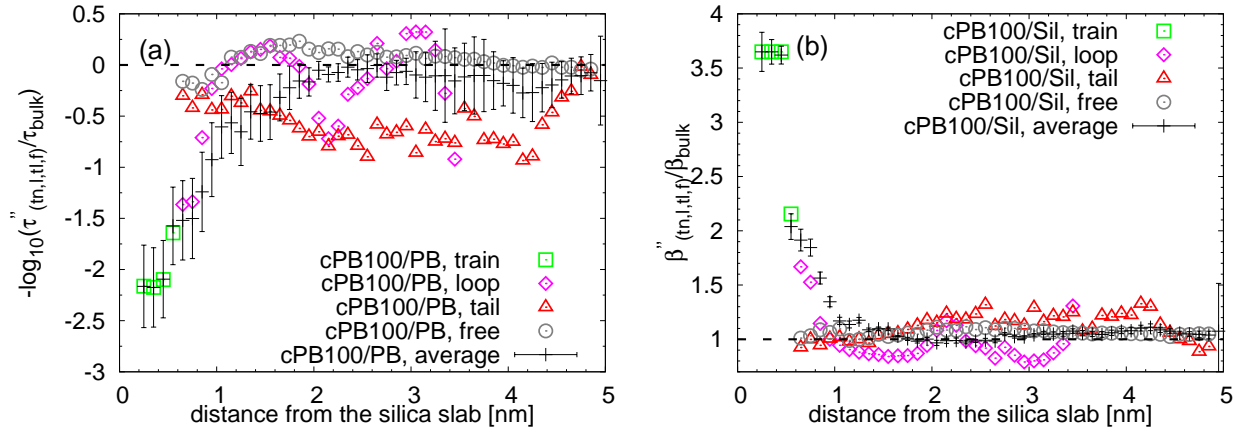 (a)
-log10(τ"(tn,l,tl,f)/τbulk)
0.5
0
-0.5
-1
-1.5
-2
-2.5
-3
cPB100/PB, train
cPB100/PB, loop
cPB100/PB, tail
cPB100/PB, free
cPB100/PB, average
0 1 2 3 4 5
distance from the silica slab [nm]
(b)
β"(tn,l,tl,f)/βbulk
4
3.5
3
2.5
2
1.5
1
cPB100/Sil, train
cPB100/Sil, loop
cPB100/Sil, tail
cPB100/Sil, free
cPB100/Sil, average
0 1 2 3 4 5
distance from the silica slab [nm]